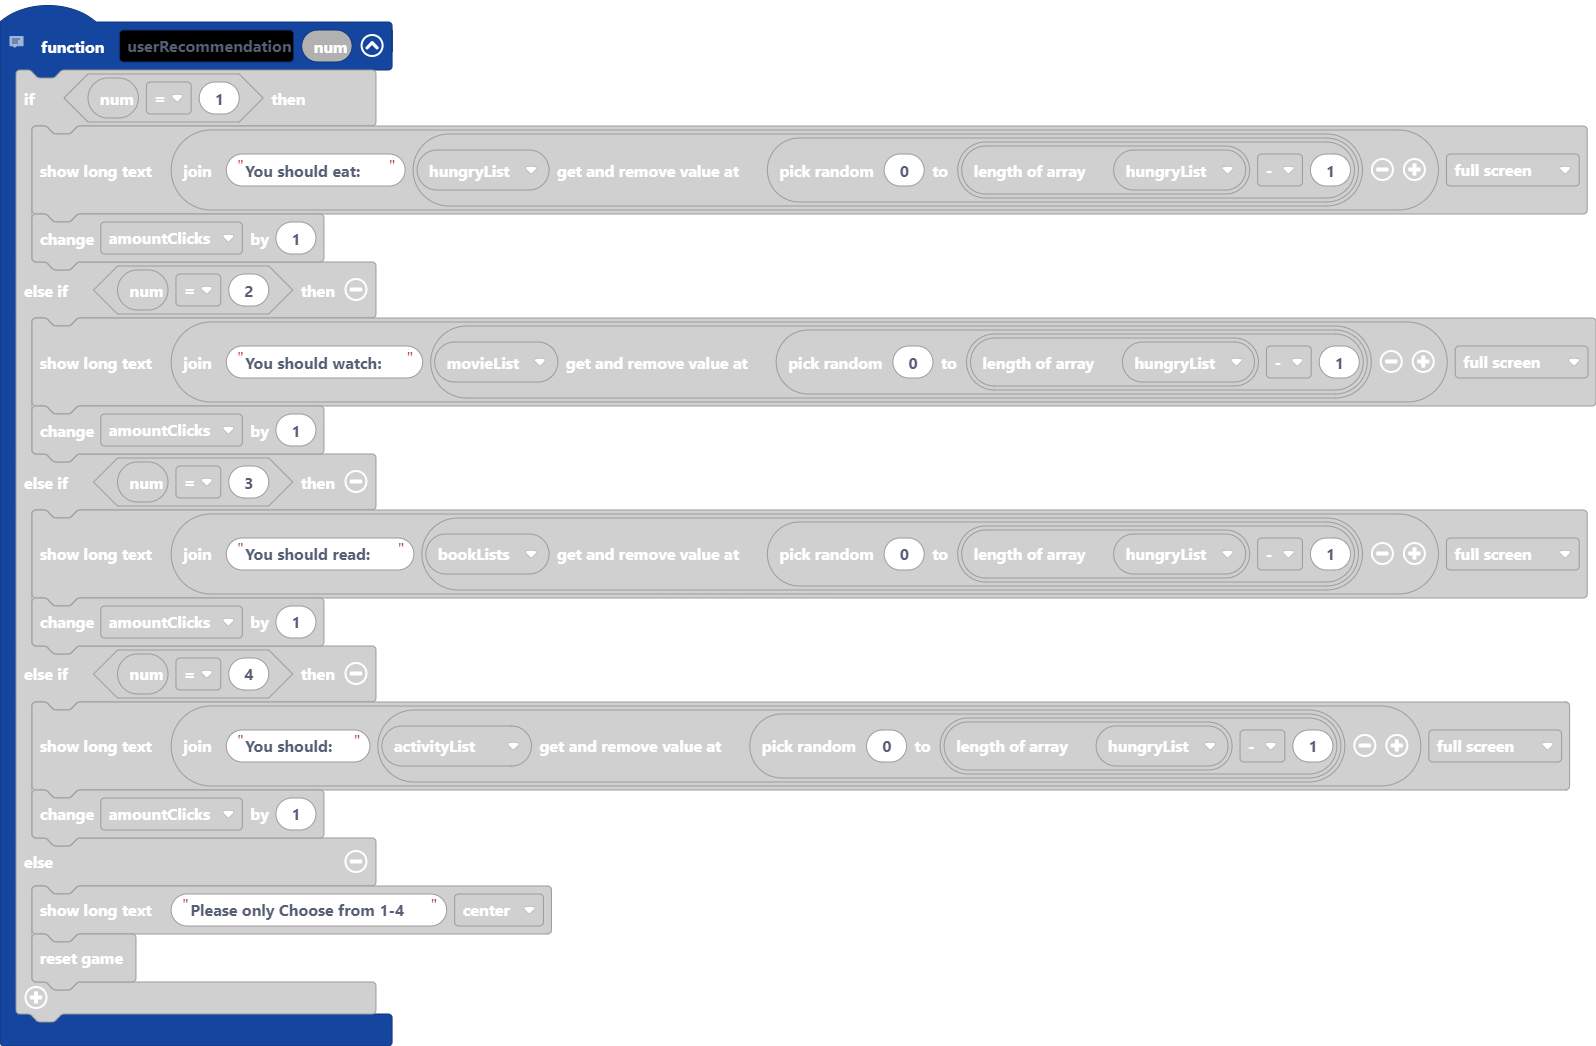 function userRecommendation num
if num = 1 then
show long text join "You should eat: " hungryList get and remove value at pick random 0 to length of array hungryList - 1 full screen
change amountClicks by 1
else if num = 2 then
show long text join "You should watch: " movieList get and remove value at pick random 0 to length of array hungryList - 1 full screen
change amountClicks by 1
else if num = 3 then
show long text join "You should read: " bookLists get and remove value at pick random 0 to length of array hungryList - 1 full screen
change amountClicks by 1
else if num = 4 then
show long text join "You should: " activityList get and remove value at pick random 0 to length of array hungryList - 1 full screen
change amountClicks by 1
else
show long text "Please only Choose from 1-4 " center
reset game